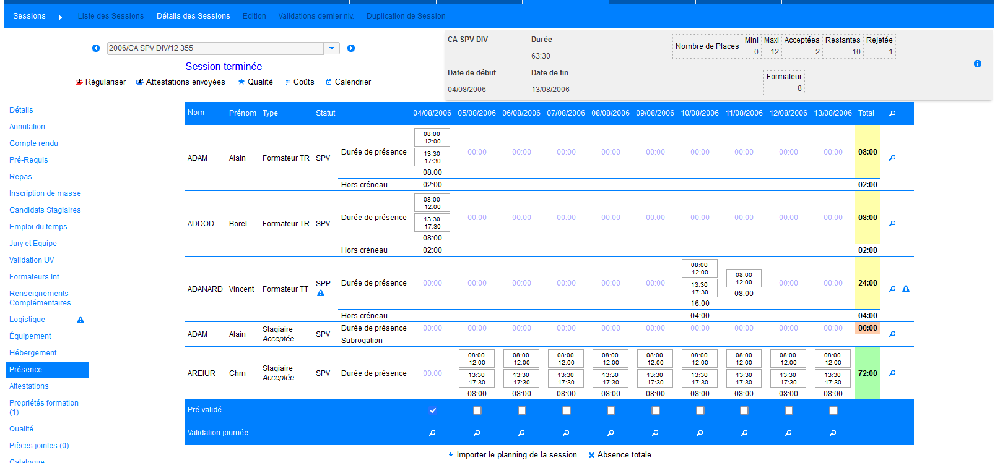 Sessions Liste des Sessions Détails des Sessions Edition Validations dernier niv. Duplication de Session
2006/CA SPV DIV/12 355
Session terminée
Régulariser Attestations envoyées Qualité Coûts Calendrier
CA SPV DIV Durée
63:30
Date de début Date de fin
04/08/2006 13/08/2006
Nombre de Places Mini Maxi Acceptées Restantes Rejetée
0 12 2 10 1
Formateur
8
Détails
Annulation
Compte rendu
Pré-Requis
Repas
Inscription de masse
Candidats Stagiaires
Emploi du temps
Jury et Equipe
Validation UV
Formateurs Int.
Renseignements
Complémentaires
Logistique
Équipement
Hébergement
Présence
Attestations
Propriétés formation
(1)
Qualité
Pièces jointes (0)
Catalogue
Nom Prénom Type Statut 04/08/2006 05/08/2006 06/08/2006 07/08/2006 08/08/2006 09/08/2006 10/08/2006 11/08/2006 12/08/2006 13/08/2006 Total
08:00
12:00
ADAM Alain Formateur TR SPV Durée de présence 00:00 00:00 00:00 00:00 00:00 00:00 00:00 00:00 00:00 08:00
13:30
17:30
08:00
Hors créneau 02:00 02:00
08:00
12:00
ADDOD Borel Formateur TR SPV Durée de présence 00:00 00:00 00:00 00:00 00:00 00:00 00:00 00:00 00:00 08:00
13:30
17:30
08:00
Hors créneau 02:00 02:00
08:00
12:00
08:00
12:00
ADANARD Vincent Formateur TT SPP Durée de présence 00:00 00:00 00:00 00:00 00:00 00:00 00:00 00:00 24:00
13:30
17:30
08:00
16:00
Hors créneau 04:00 04:00
ADAM Alain Stagiaire
Acceptée SPV Durée de présence 00:00 00:00 00:00 00:00 00:00 00:00 00:00 00:00 00:00 00:00 00:00
Subrogation
08:00 08:00 08:00 08:00 08:00 08:00 08:00 08:00 08:00
12:00 12:00 12:00 12:00 12:00 12:00 12:00 12:00 12:00
AREIUR Chrn Stagiaire
Acceptée SPV Durée de présence 00:00 72:00
13:30 13:30 13:30 13:30 13:30 13:30 13:30 13:30 13:30
17:30 17:30 17:30 17:30 17:30 17:30 17:30 17:30 17:30
08:00 08:00 08:00 08:00 08:00 08:00 08:00 08:00 08:00
Pré-validé
Validation journée
Importer le planning de la session Absence totale